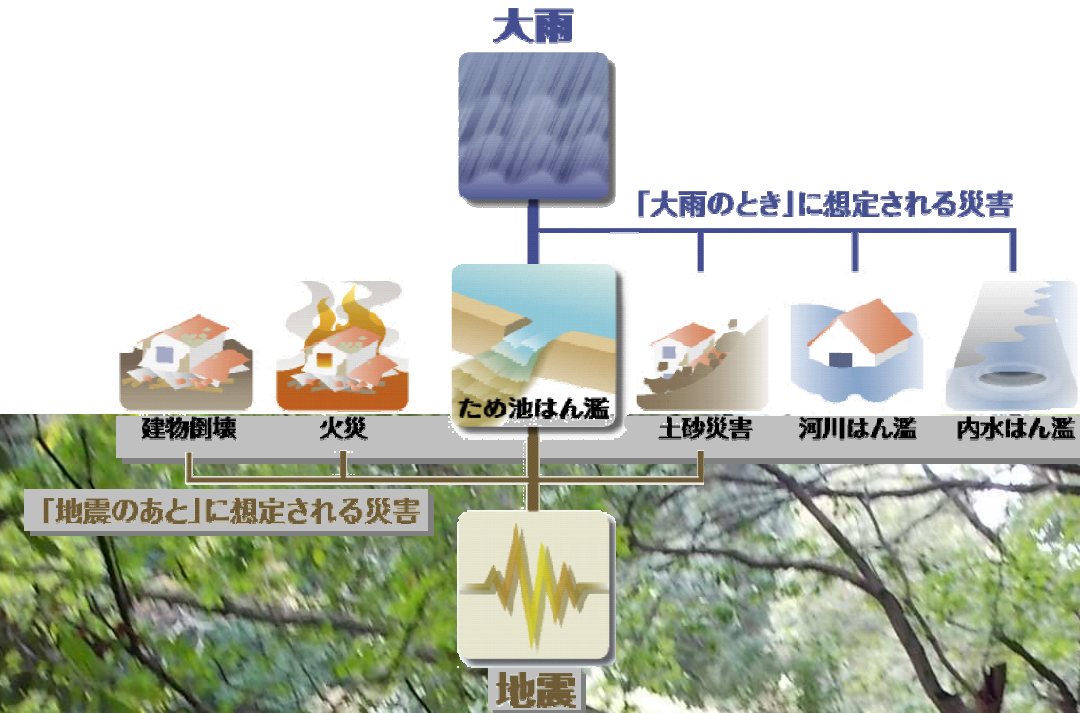 大雨
「大雨のとき」に想定される災害
建物倒壊
火災
ため池はん濫
土砂災害
河川はん濫
内水はん濫
「地震のあと」に想定される災害
地震